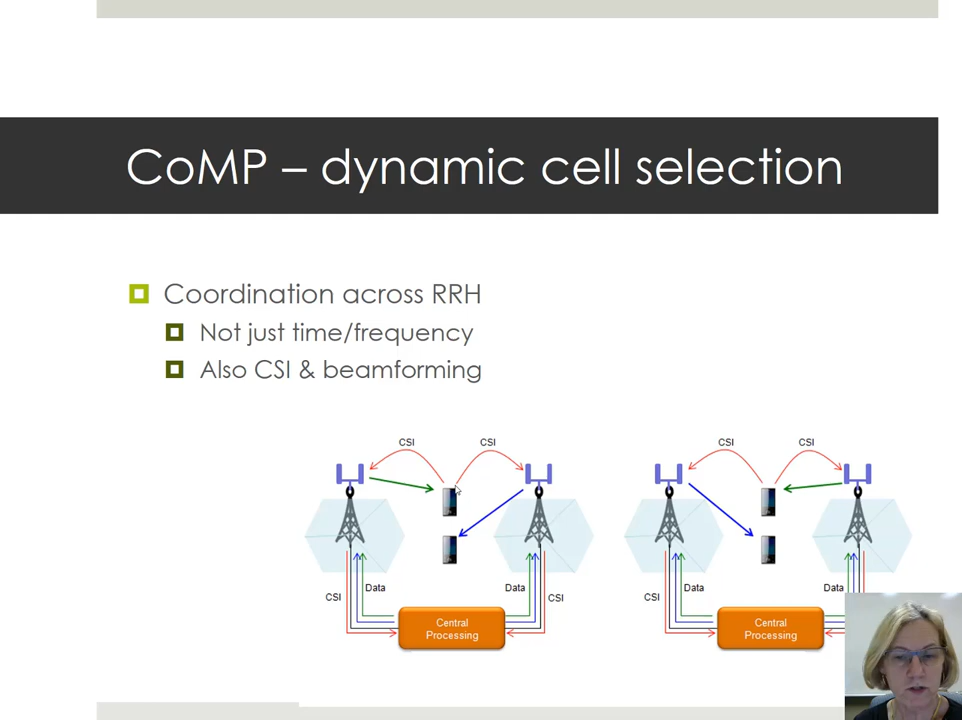 CoMP – dynamic cell selection
Coordination across RRH
Not just time/frequency
Also CSI & beamforming
CSI CSI
Data Data
CSI CSI
Central
Processing
CSI CSI
Data Data
CSI
Central
Processing